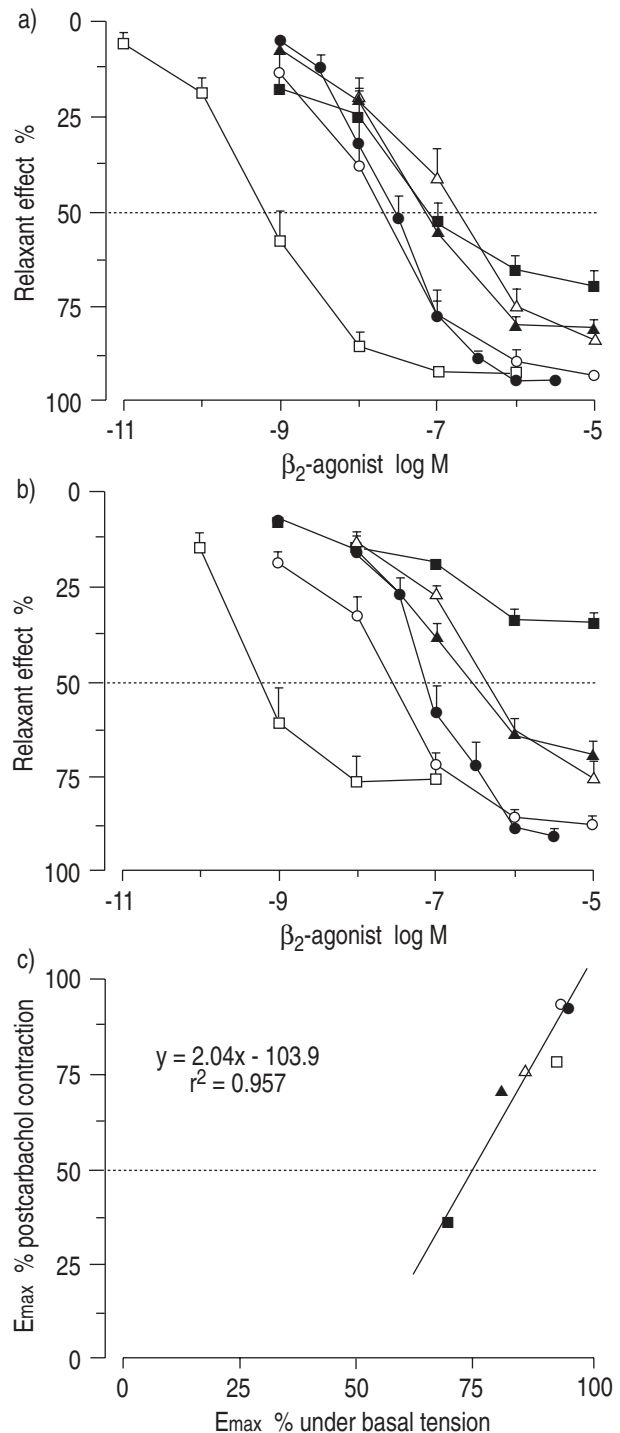 a)
0
25
50
75
100
Relaxant effect %
-11
-9
-7
-5
β2-agonist log M
b)
0
25
50
75
100
Relaxant effect %
-11
-9
-7
-5
β2-agonist log M
c)
100
75
50
25
0
Emax % postcarbachol contraction
y = 2.04x - 103.9
r2 = 0.957
0
25
50
75
100
Emax % under basal tension